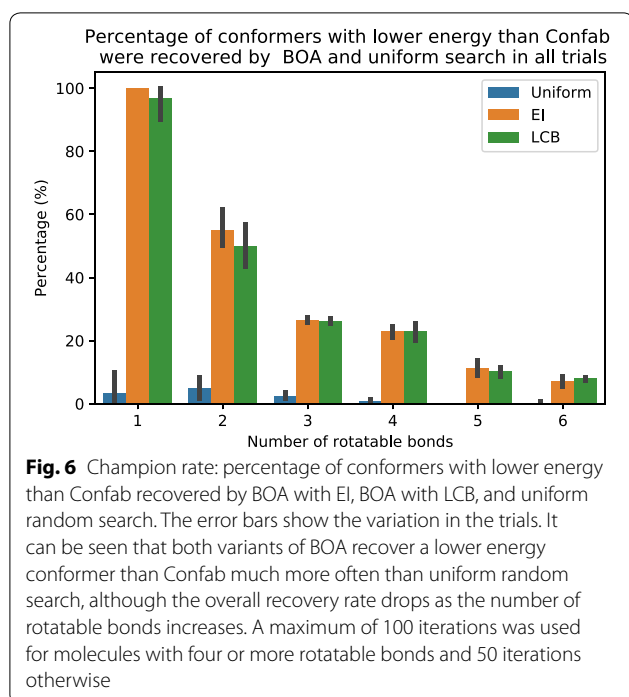 Percentage of conformers with lower energy than Confab
were recovered by  BOA and uniform search in all trials
100
80
60
40
20
0
Percentage (%)
Uniform
EI
LCB
1 2 3 4 5 6
Number of rotatable bonds
Fig. 6 Champion rate: percentage of conformers with lower energy
than Confab recovered by BOA with EI, BOA with LCB, and uniform
random search. The error bars show the variation in the trials. It
can be seen that both variants of BOA recover a lower energy
conformer than Confab much more often than uniform random
search, although the overall recovery rate drops as the number of
rotatable bonds increases. A maximum of 100 iterations was used
for molecules with four or more rotatable bonds and 50 iterations
otherwise